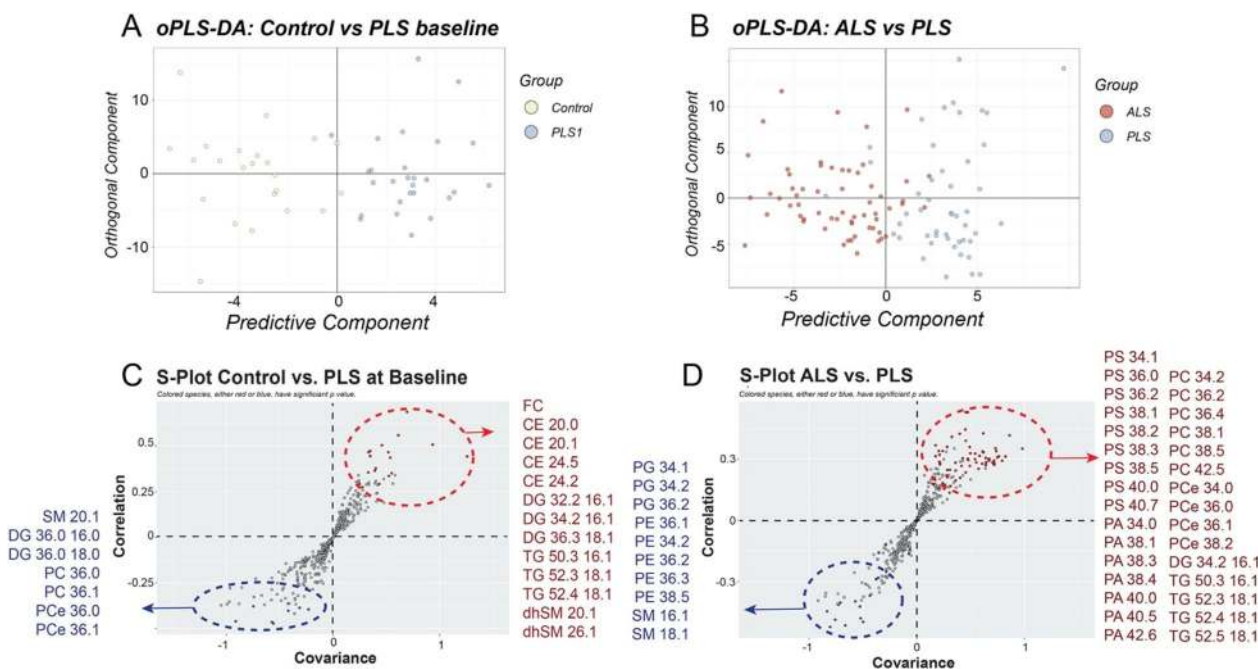 A oPLS-DA: Control vs PLS baseline
Orthogonal Component
10
0
-10
-4
0
4
Predictive Component
Group
Control
PLS1
B oPLS-DA: ALS vs PLS
Orthogonal Component
10
5
0
-5
-5
0
5
Predictive Component
Group
ALS
PLS
C S-Plot Control vs. PLS at Baseline
Colored species, either red or blue, have significant p value.
Correlation
0.5
0.25
0
-0.25
-1
0
1
Covariance
SM 20.1
DG 36.0 16.0
DG 36.0 18.0
PC 36.0
PC 36.1
PCe 36.0
PCe 36.1
FC
CE 20.0
CE 20.1
CE 24.5
CE 24.2
DG 32.2 16.1
DG 34.2 16.1
DG 36.3 18.1
TG 50.3 16.1
TG 52.3 18.1
TG 52.4 18.1
dhSM 20.1
dhSM 26.1
D S-Plot ALS vs. PLS
Colored species, either red or blue, have significant p value.
Correlation
0.3
0
-0.3
-1
0
1
Covariance
PG 34.1
PG 34.2
PG 36.2
PE 36.1
PE 34.2
PE 36.2
PE 36.3
PE 38.5
SM 16.1
SM 18.1
PS 34.1
PS 36.0
PS 36.2
PS 38.1
PS 38.2
PS 38.3
PS 38.5
PS 40.0
PS 40.7
PA 34.0
PA 38.1
PA 38.3
PA 38.4
PA 40.0
PA 40.5
PA 42.6
PC 34.2
PC 36.2
PC 36.4
PC 38.1
PC 38.5
PC 42.5
PCe 34.0
PCe 36.0
PCe 36.1
PCe 38.2
DG 34.2 16.1
TG 50.3 16.1
TG 52.3 18.1
TG 52.4 18.1
TG 52.5 18.1